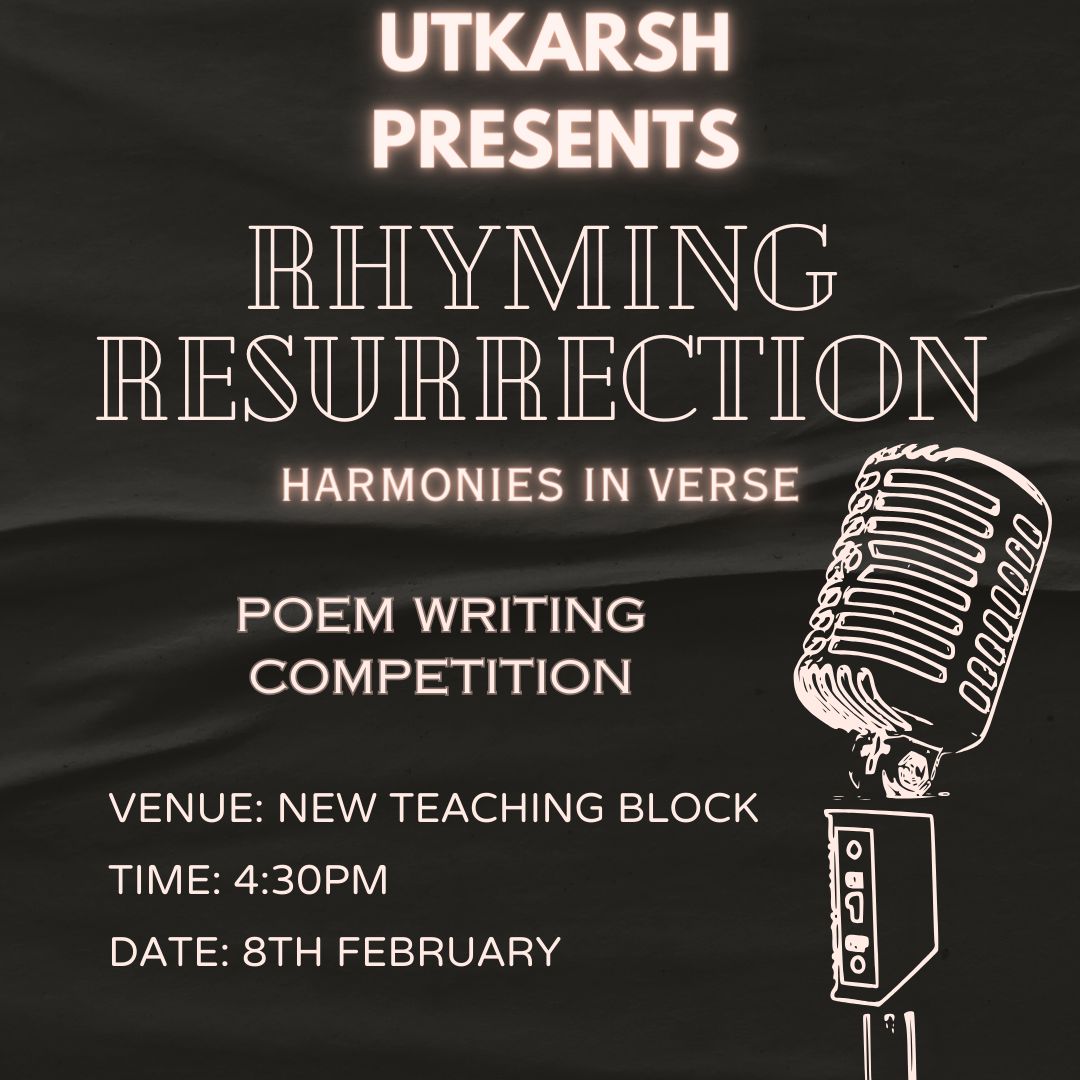 UTKARSH
PRESENTS
RHYMING
RESURRECTION
HARMONIES IN VERSE
POEM WRITING
COMPETITION
VENUE: NEW TEACHING BLOCK
TIME: 4:30PM
DATE: 8TH FEBRUARY